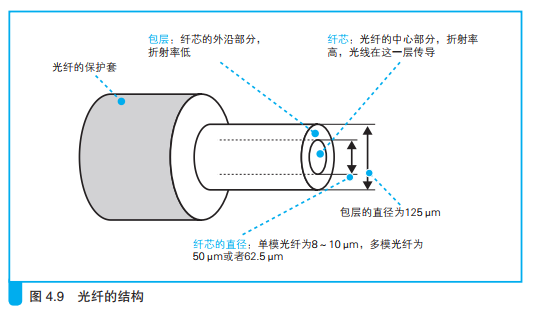 包层：纤芯的外沿部分，
折射率低
纤芯：光纤的中心部分，折射率
高，光线在这一层传导
光纤的保护套
包层的直径为125 μm
纤芯的直径：单模光纤为8～10 μm，多模光纤为
50 μm或者62.5 μm
图 4.9 光纤的结构